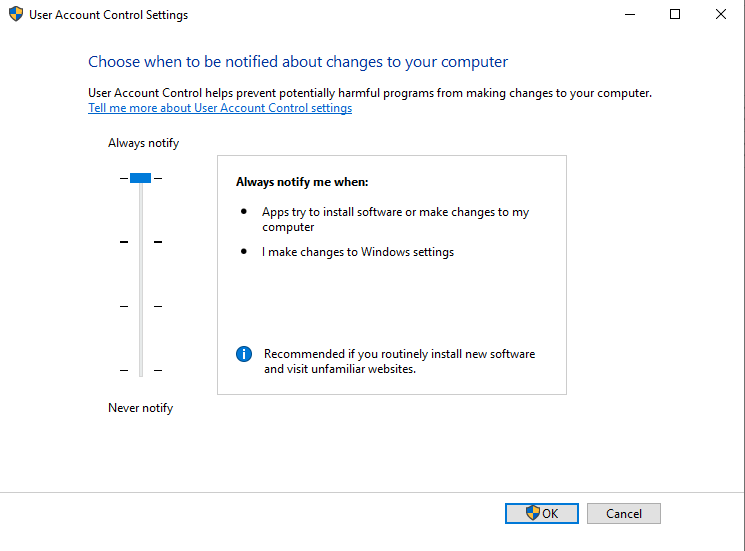 User Account Control Settings
Choose when to be notified about changes to your computer
User Account Control helps prevent potentially harmful programs from making changes to your computer.
Tell me more about User Account Control settings
Always notify
Always notify me when:
Apps try to install software or make changes to my
computer
I make changes to Windows settings
Recommended if you routinely install new software
and visit unfamiliar websites.
Never notify
OK
Cancel